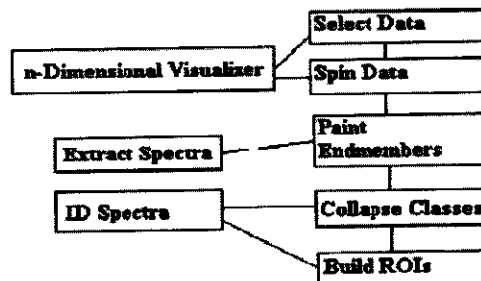 Select Data
n-Dimensional Visualizer
Spin Data
Paint
Endmembers
Extract Spectra
ID Spectra
Collapse Classes
Build ROIs